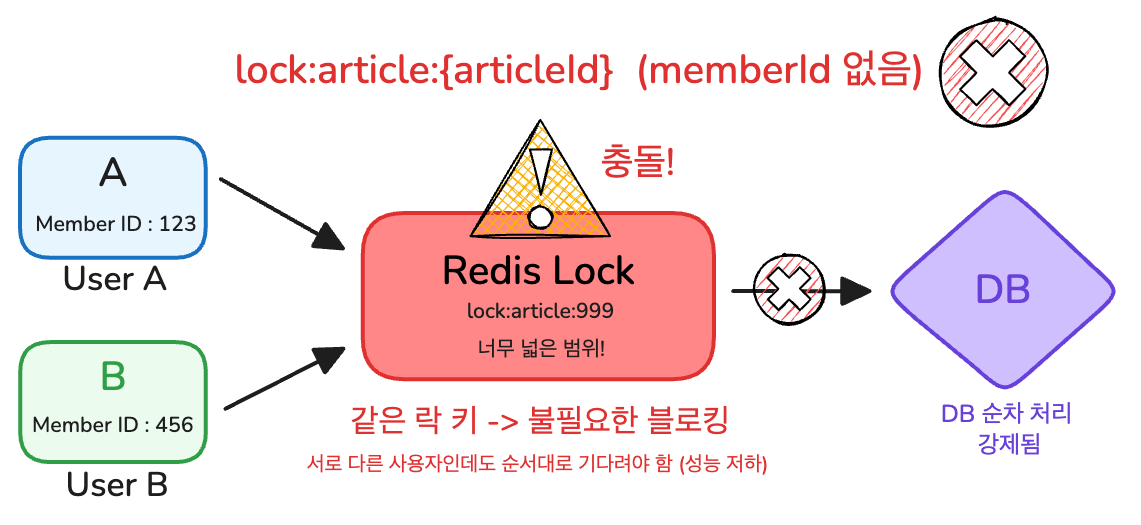 lock:article:{articleId} (memberId 없음)
충돌!
A
Member ID : 123
User A
B
Member ID : 456
User B
Redis Lock
lock:article:999
너무 넓은 범위!
같은 락 키 -> 불필요한 블로킹
서로 다른 사용자인데도 순서대로 기다려야 함 (성능 저하)
DB
DB 순차 처리
강제됨